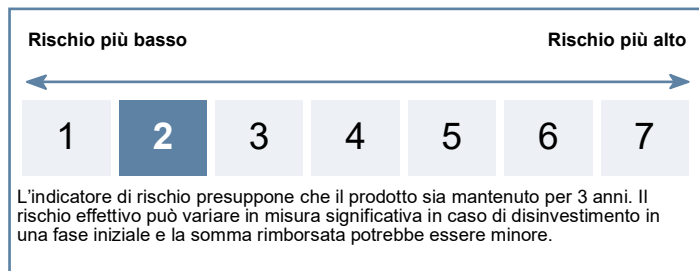 Rischio più basso Rischio più alto
1 2 3 4 5 6 7
L'indicatore di rischio presuppone che il prodotto sia mantenuto per 3 anni. Il
rischio effettivo può variare in misura significativa in caso di disinvestimento in
una fase iniziale e la somma rimborsata potrebbe essere minore.